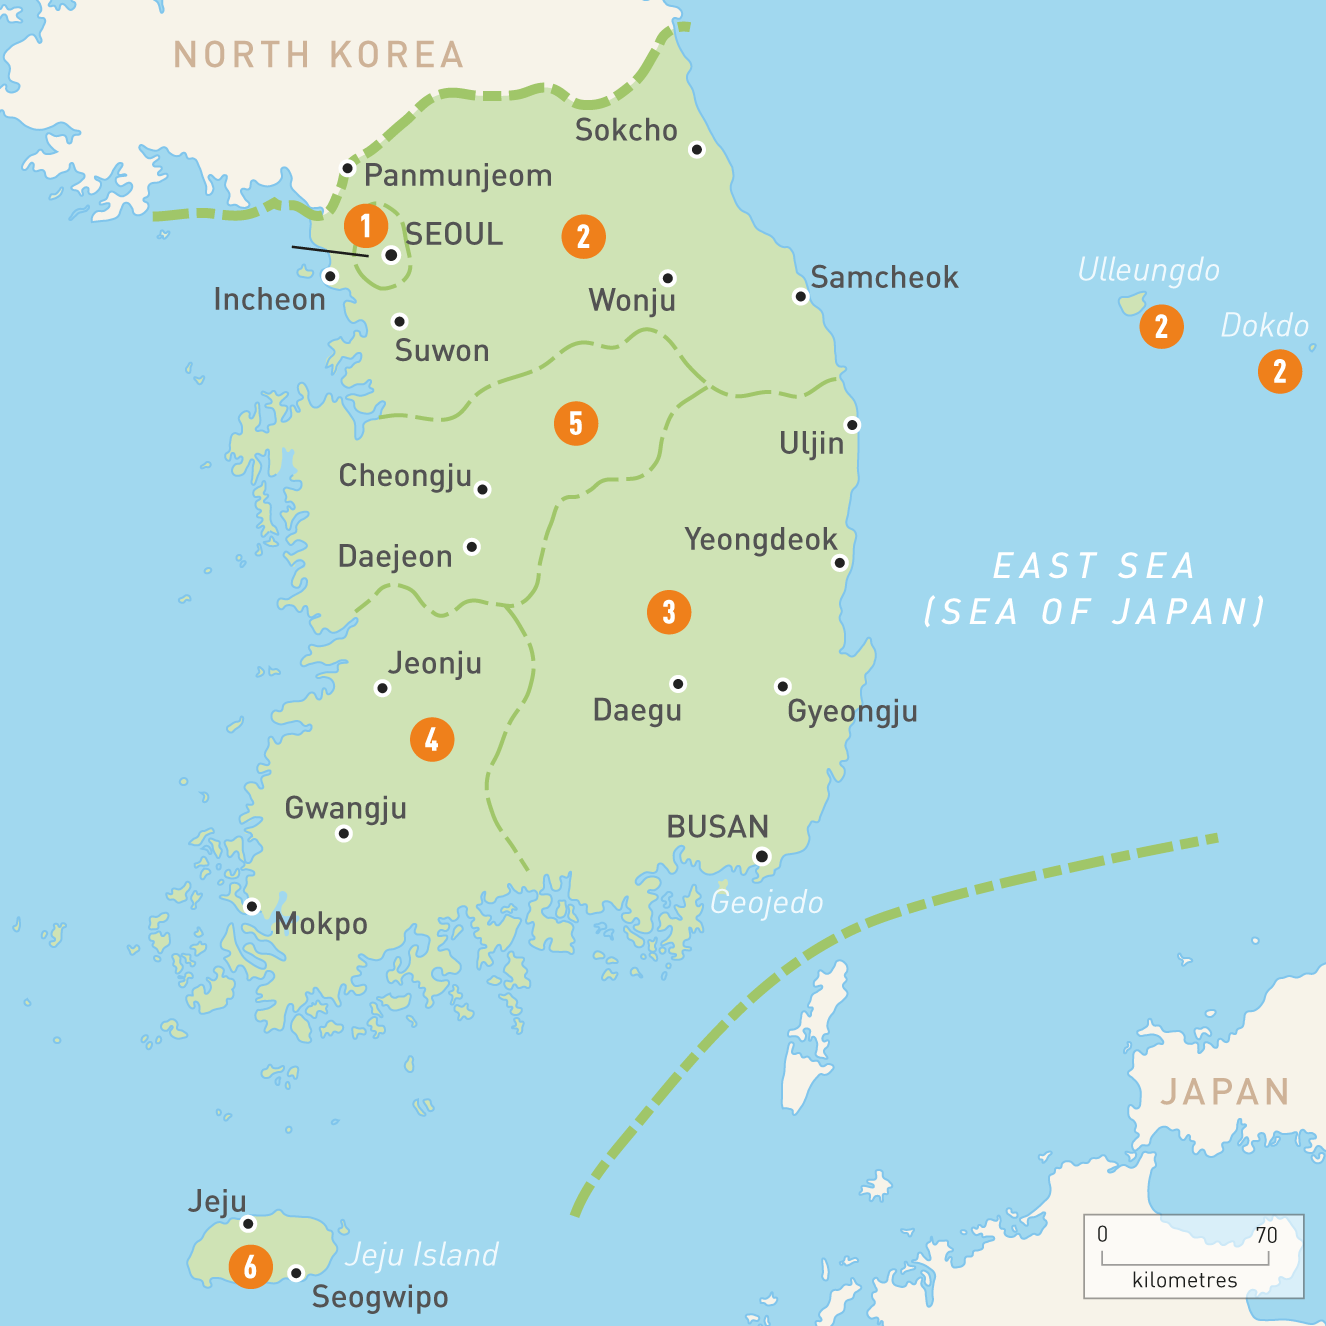 NORTH KOREA
Sokcho
Panmunjeom
1
SEOUL
2
Ulleungdo
Samcheok
Incheon
Wonju
2
Dokdo
Suwon
2
5
Uljin
Cheongju
Yeongdeok
Daejeon
EAST SEA
(SEA OF JAPAN)
3
Jeonju
Daegu
Gyeongju
4
Gwangju
BUSAN
Geojedo
Mokpo
JAPAN
Jeju
Jeju Island
6
Seogwipo
0 70
kilometres